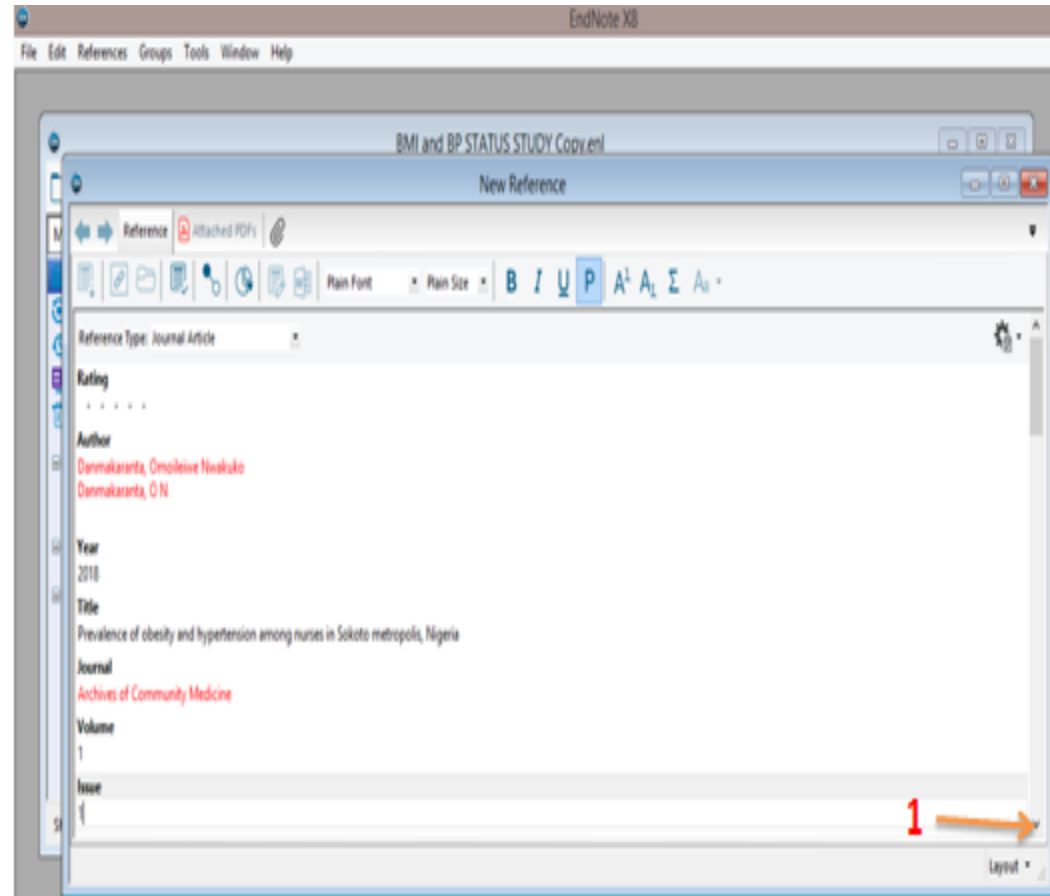 EndNote X8
File Edit References Groups Tools Window Help
BMI and BP STATUS STUDY Copy.enl
New Reference
Reference Attached PDFs
Plain Font Plain Size B I U P A¹ A₁ Σ
Reference Type: Journal Article
Rating
Author
Danmakaranta, Omoileiwe Nwakuko
Danmakaranta, O N
Year
2018
Title
Prevalence of obesity and hypertension among nurses in Sokoto metropolis, Nigeria
Journal
Archives of Community Medicine
Volume
1
Issue
1
1
Layout